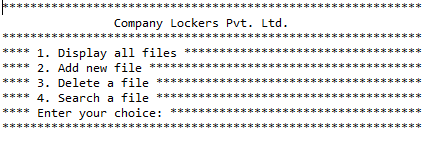 ************************************************************
Company Lockers Pvt. Ltd.
************************************************************
**** 1. Display all files **********************************
**** 2. Add new file ***************************************
**** 3. Delete a file **************************************
**** 4. Search a file **************************************
**** Enter your choice: ************************************
************************************************************